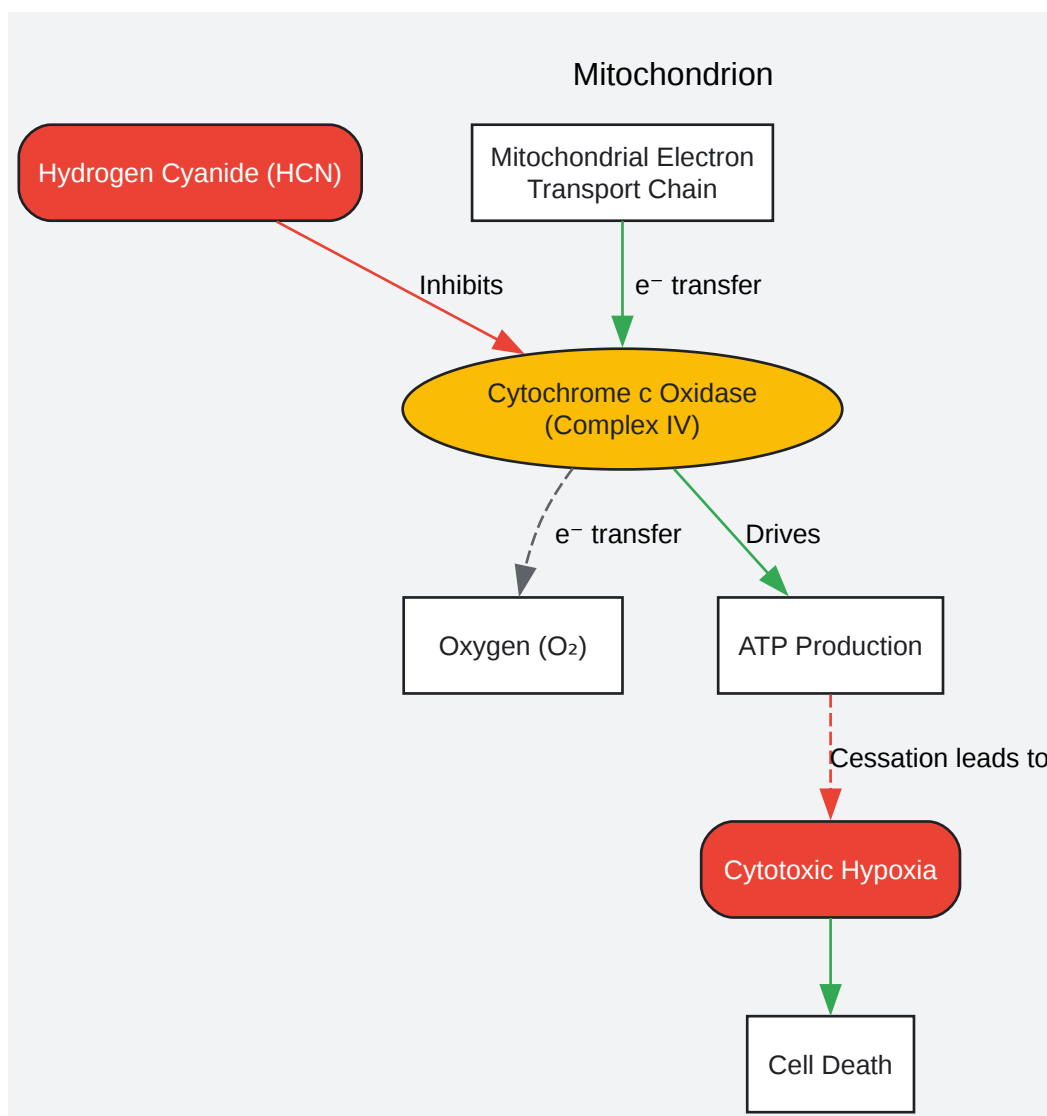 Mitochondrion
Hydrogen Cyanide (HCN)
Mitochondrial Electron
Transport Chain
Inhibits
e⁻ transfer
Cytochrome c Oxidase
(Complex IV)
e⁻ transfer
Drives
Oxygen (O₂)
ATP Production
Cessation leads to
Cytotoxic Hypoxia
Cell Death